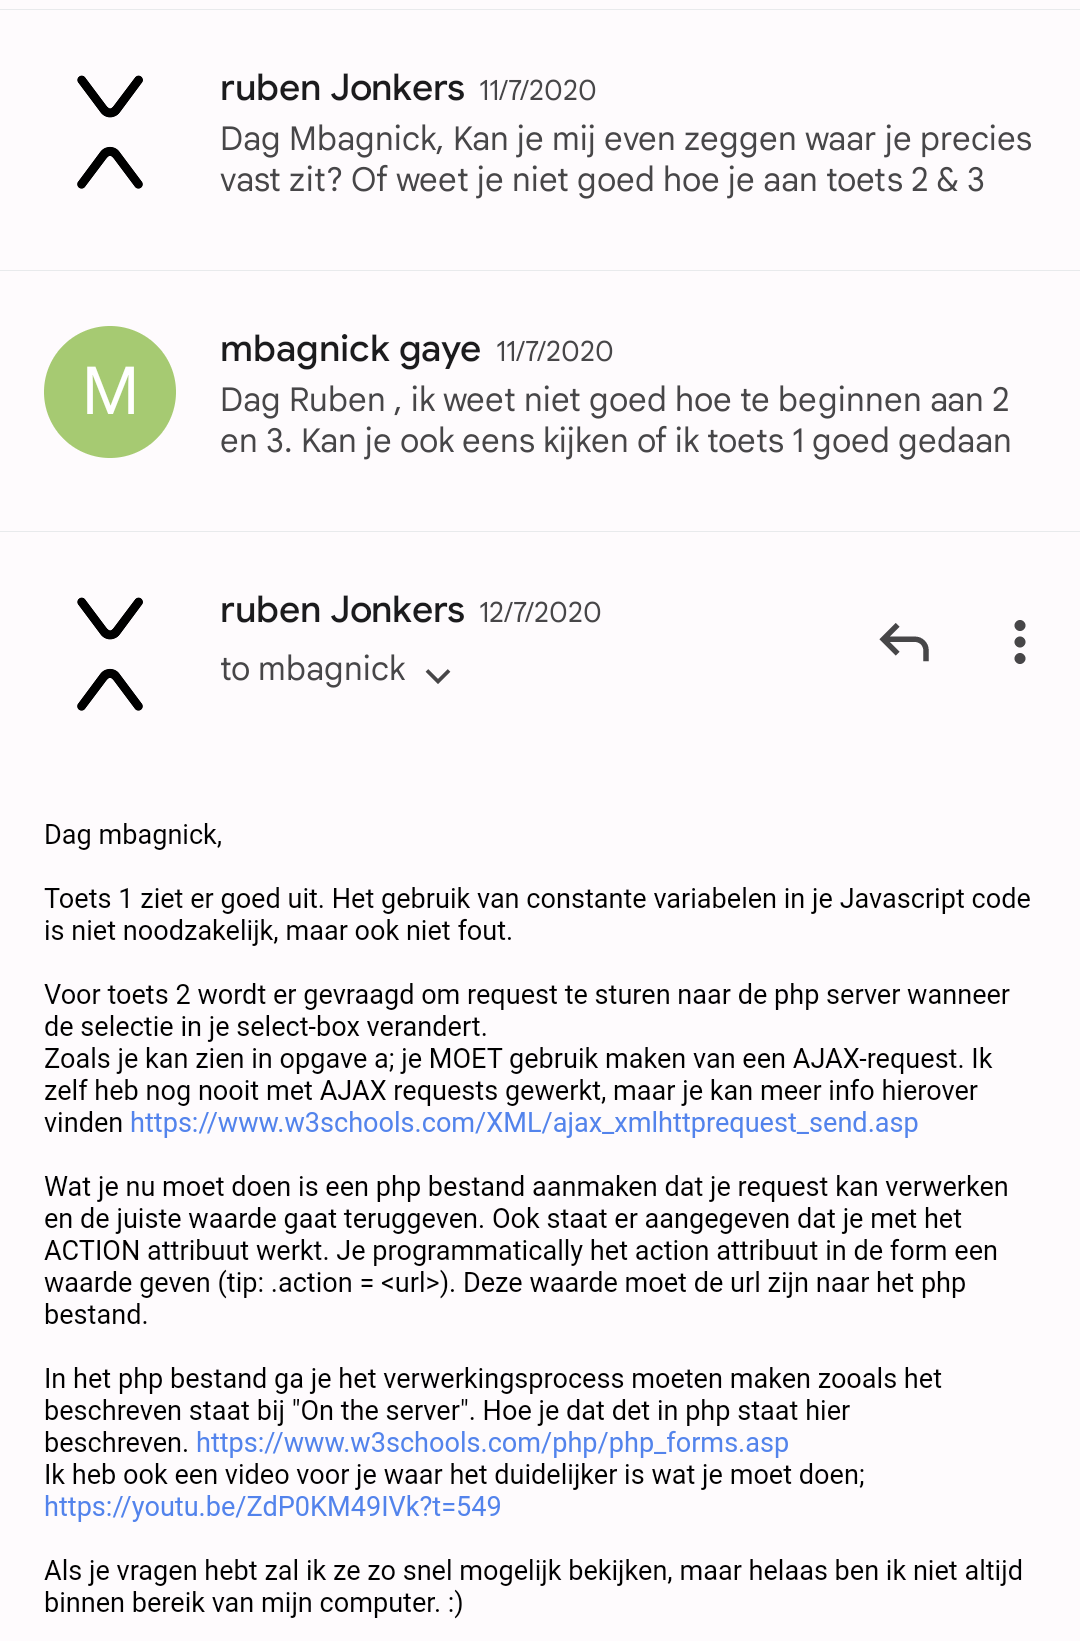 ruben Jonkers 11/7/2020
Dag Mbagnick, Kan je mij even zeggen waar je precies
vast zit? Of weet je niet goed hoe je aan toets 2 & 3
M
mbagnick gaye 11/7/2020
Dag Ruben , ik weet niet goed hoe te beginnen aan 2
en 3. Kan je ook eens kijken of ik toets 1 goed gedaan
ruben Jonkers 12/7/2020
to mbagnick
Dag mbagnick,
Toets 1 ziet er goed uit. Het gebruik van constante variabelen in je Javascript code
is niet noodzakelijk, maar ook niet fout.
Voor toets 2 wordt er gevraagd om request te sturen naar de php server wanneer
de selectie in je select-box verandert.
Zoals je kan zien in opgave a; je MOET gebruik maken van een AJAX-request. Ik
zelf heb nog nooit met AJAX requests gewerkt, maar je kan meer info hierover
vinden https://www.w3schools.com/XML/ajax_xmlhttprequest_send.asp
Wat je nu moet doen is een php bestand aanmaken dat je request kan verwerken
en de juiste waarde gaat teruggeven. Ook staat er aangegeven dat je met het
ACTION attribuut werkt. Je programmatically het action attribuut in de form een
waarde geven (tip: .action = <url>). Deze waarde moet de url zijn naar het php
bestand.
In het php bestand ga je het verwerkingsprocess moeten maken zooals het
beschreven staat bij "On the server". Hoe je dat det in php staat hier
beschreven. https://www.w3schools.com/php/php_forms.asp
Ik heb ook een video voor je waar het duidelijker is wat je moet doen;
https://youtu.be/ZdP0KM49IVk?t=549
Als je vragen hebt zal ik ze zo snel mogelijk bekijken, maar helaas ben ik niet altijd
binnen bereik van mijn computer. :)